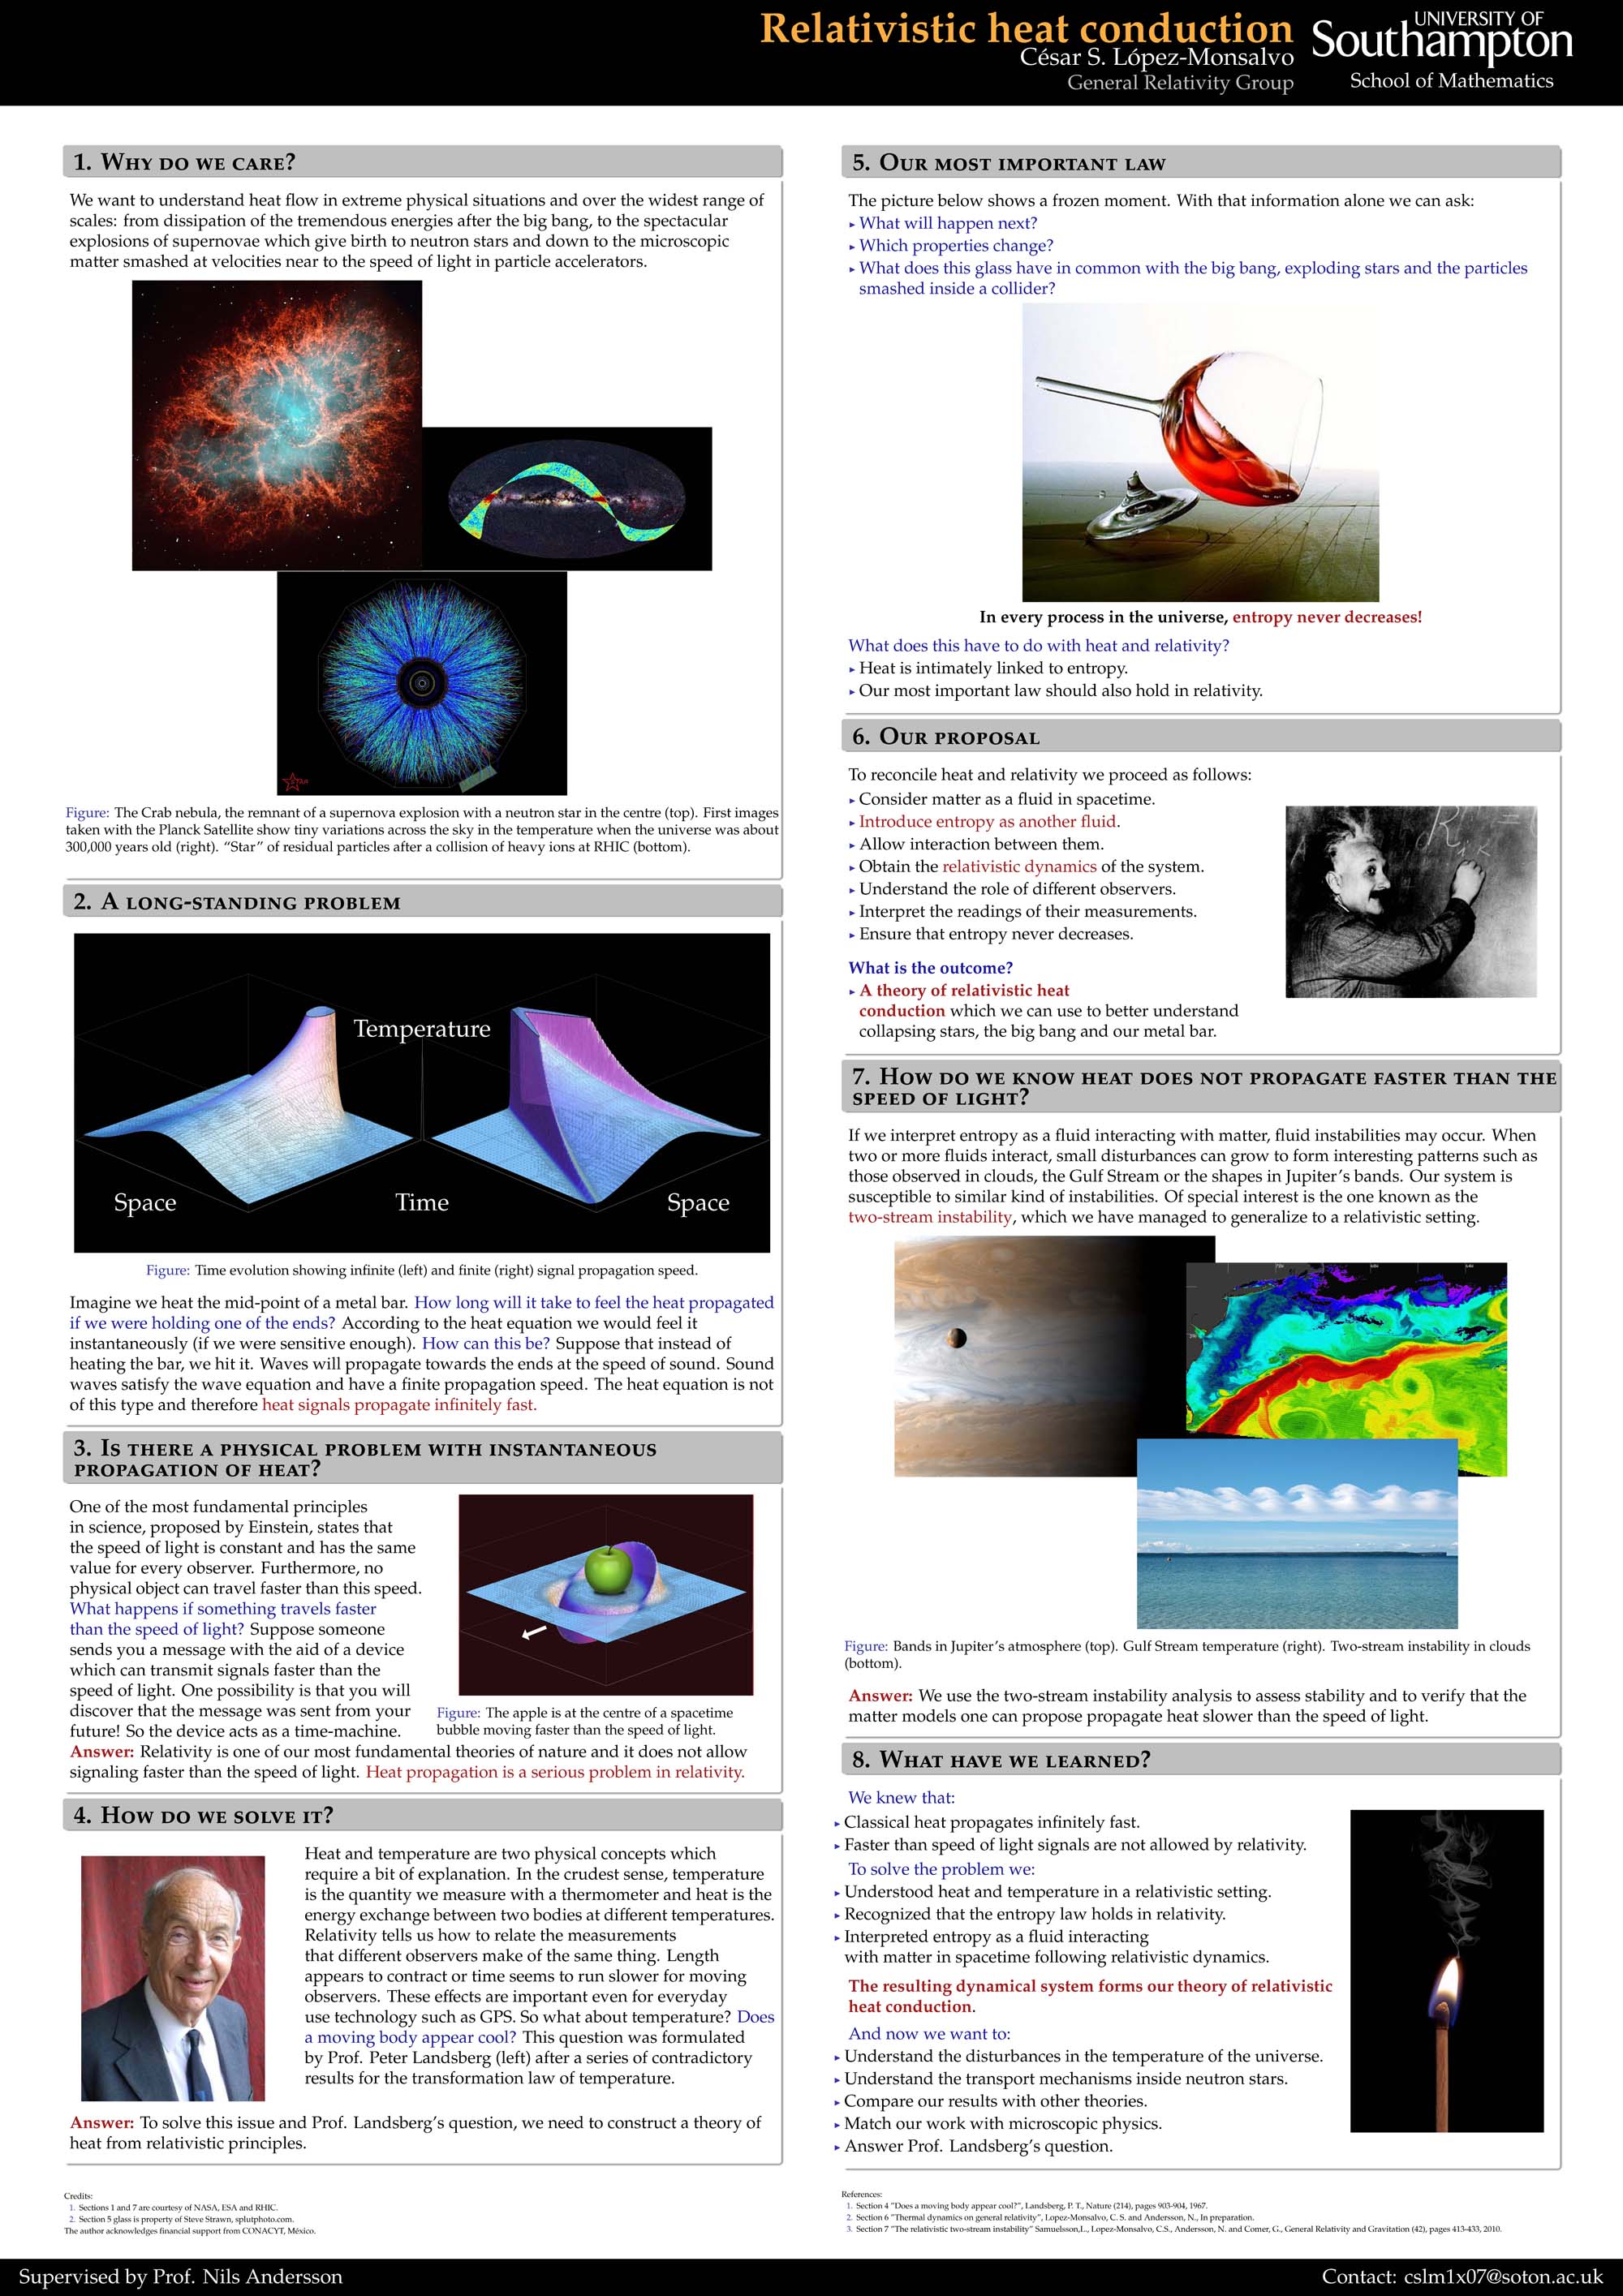 Relativistic heat conduction
César S. López-Monsalvo
General Relativity Group
UNIVERSITY OF
Southampton
School of Mathematics
1. Why do we care?
We want to understand heat flow in extreme physical situations and over the widest range of
scales: from dissipation of the tremendous energies after the big bang, to the spectacular
explosions of supernovae which give birth to neutron stars and down to the microscopic
matter smashed at velocities near to the speed of light in particle accelerators.
Figure: The Crab nebula, the remnant of a supernova explosion with a neutron star in the centre (top). First images
taken with the Planck Satellite show tiny variations across the sky in the temperature when the universe was about
300,000 years old (right). “Star” of residual particles after a collision of heavy ions at RHIC (bottom).
2. A long-standing problem
Temperature
Space
Time
Space
Figure: Time evolution showing infinite (left) and finite (right) signal propagation speed.
Imagine we heat the mid-point of a metal bar. How long will it take to feel the heat propagated
if we were holding one of the ends? According to the heat equation we would feel it
instantaneously (if we were sensitive enough). How can this be? Suppose that instead of
heating the bar, we hit it. Waves will propagate towards the ends at the speed of sound. Sound
waves satisfy the wave equation and have a finite propagation speed. The heat equation is not
of this type and therefore heat signals propagate infinitely fast.
3. Is there a physical problem with instantaneous
propagation of heat?
One of the most fundamental principles
in science, proposed by Einstein, states that
the speed of light is constant and has the same
value for every observer. Furthermore, no
physical object can travel faster than this speed.
What happens if something travels faster
than the speed of light? Suppose someone
sends you a message with the aid of a device
which can transmit signals faster than the
speed of light. One possibility is that you will
discover that the message was sent from your
future! So the device acts as a time-machine.
Figure: The apple is at the centre of a spacetime
bubble moving faster than the speed of light.
Answer: Relativity is one of our most fundamental theories of nature and it does not allow
signaling faster than the speed of light. Heat propagation is a serious problem in relativity.
4. How do we solve it?
Heat and temperature are two physical concepts which
require a bit of explanation. In the crudest sense, temperature
is the quantity we measure with a thermometer and heat is the
energy exchange between two bodies at different temperatures.
Relativity tells us how to relate the measurements
that different observers make of the same thing. Length
appears to contract or time seems to run slower for moving
observers. These effects are important even for everyday
use technology such as GPS. So what about temperature? Does
a moving body appear cool? This question was formulated
by Prof. Peter Landsberg (left) after a series of contradictory
results for the transformation law of temperature.
Answer: To solve this issue and Prof. Landsberg’s question, we need to construct a theory of
heat from relativistic principles.
Credits:
1. Sections 1 and 7 are courtesy of NASA, ESA and RHIC.
2. Section 5 glass is property of Steve Strawn, splutphoto.com.
The author acknowledges financial support from CONACYT, México.
5. Our most important law
The picture below shows a frozen moment. With that information alone we can ask:
▸ What will happen next?
▸ Which properties change?
▸ What does this glass have in common with the big bang, exploding stars and the particles
smashed inside a collider?
In every process in the universe, entropy never decreases!
What does this have to do with heat and relativity?
▸ Heat is intimately linked to entropy.
▸ Our most important law should also hold in relativity.
6. Our proposal
To reconcile heat and relativity we proceed as follows:
▸ Consider matter as a fluid in spacetime.
▸ Introduce entropy as another fluid.
▸ Allow interaction between them.
▸ Obtain the relativistic dynamics of the system.
▸ Understand the role of different observers.
▸ Interpret the readings of their measurements.
▸ Ensure that entropy never decreases.
What is the outcome?
▸ A theory of relativistic heat
conduction which we can use to better understand
collapsing stars, the big bang and our metal bar.
7. How do we know heat does not propagate faster than the
speed of light?
If we interpret entropy as a fluid interacting with matter, fluid instabilities may occur. When
two or more fluids interact, small disturbances can grow to form interesting patterns such as
those observed in clouds, the Gulf Stream or the shapes in Jupiter’s bands. Our system is
susceptible to similar kind of instabilities. Of special interest is the one known as the
two-stream instability, which we have managed to generalize to a relativistic setting.
Figure: Bands in Jupiter’s atmosphere (top). Gulf Stream temperature (right). Two-stream instability in clouds
(bottom).
Answer: We use the two-stream instability analysis to assess stability and to verify that the
matter models one can propose propagate heat slower than the speed of light.
8. What have we learned?
We knew that:
▸ Classical heat propagates infinitely fast.
▸ Faster than speed of light signals are not allowed by relativity.
To solve the problem we:
▸ Understood heat and temperature in a relativistic setting.
▸ Recognized that the entropy law holds in relativity.
▸ Interpreted entropy as a fluid interacting
with matter in spacetime following relativistic dynamics.
The resulting dynamical system forms our theory of relativistic
heat conduction.
And now we want to:
▸ Understand the disturbances in the temperature of the universe.
▸ Understand the transport mechanisms inside neutron stars.
▸ Compare our results with other theories.
▸ Match our work with microscopic physics.
▸ Answer Prof. Landsberg’s question.
References:
1. Section 4 "Does a moving body appear cool?", Landsberg, P. T., Nature (214), pages 903-904, 1967.
2. Section 6 "Thermal dynamics on general relativity", Lopez-Monsalvo, C. S. and Andersson, N., In preparation.
3. Section 7 "The relativistic two-stream instability" Samuelsson,L., Lopez-Monsalvo, C.S., Andersson, N. and Comer, G., General Relativity and Gravitation (42), pages 413-433, 2010.
Supervised by Prof. Nils Andersson
Contact: cslm1x07@soton.ac.uk